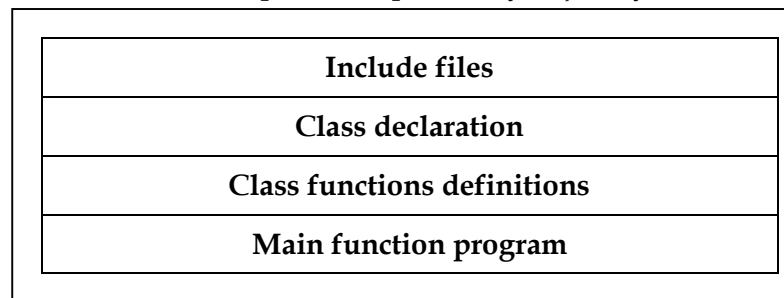 Include files
Class declaration
Class functions definitions
Main function program